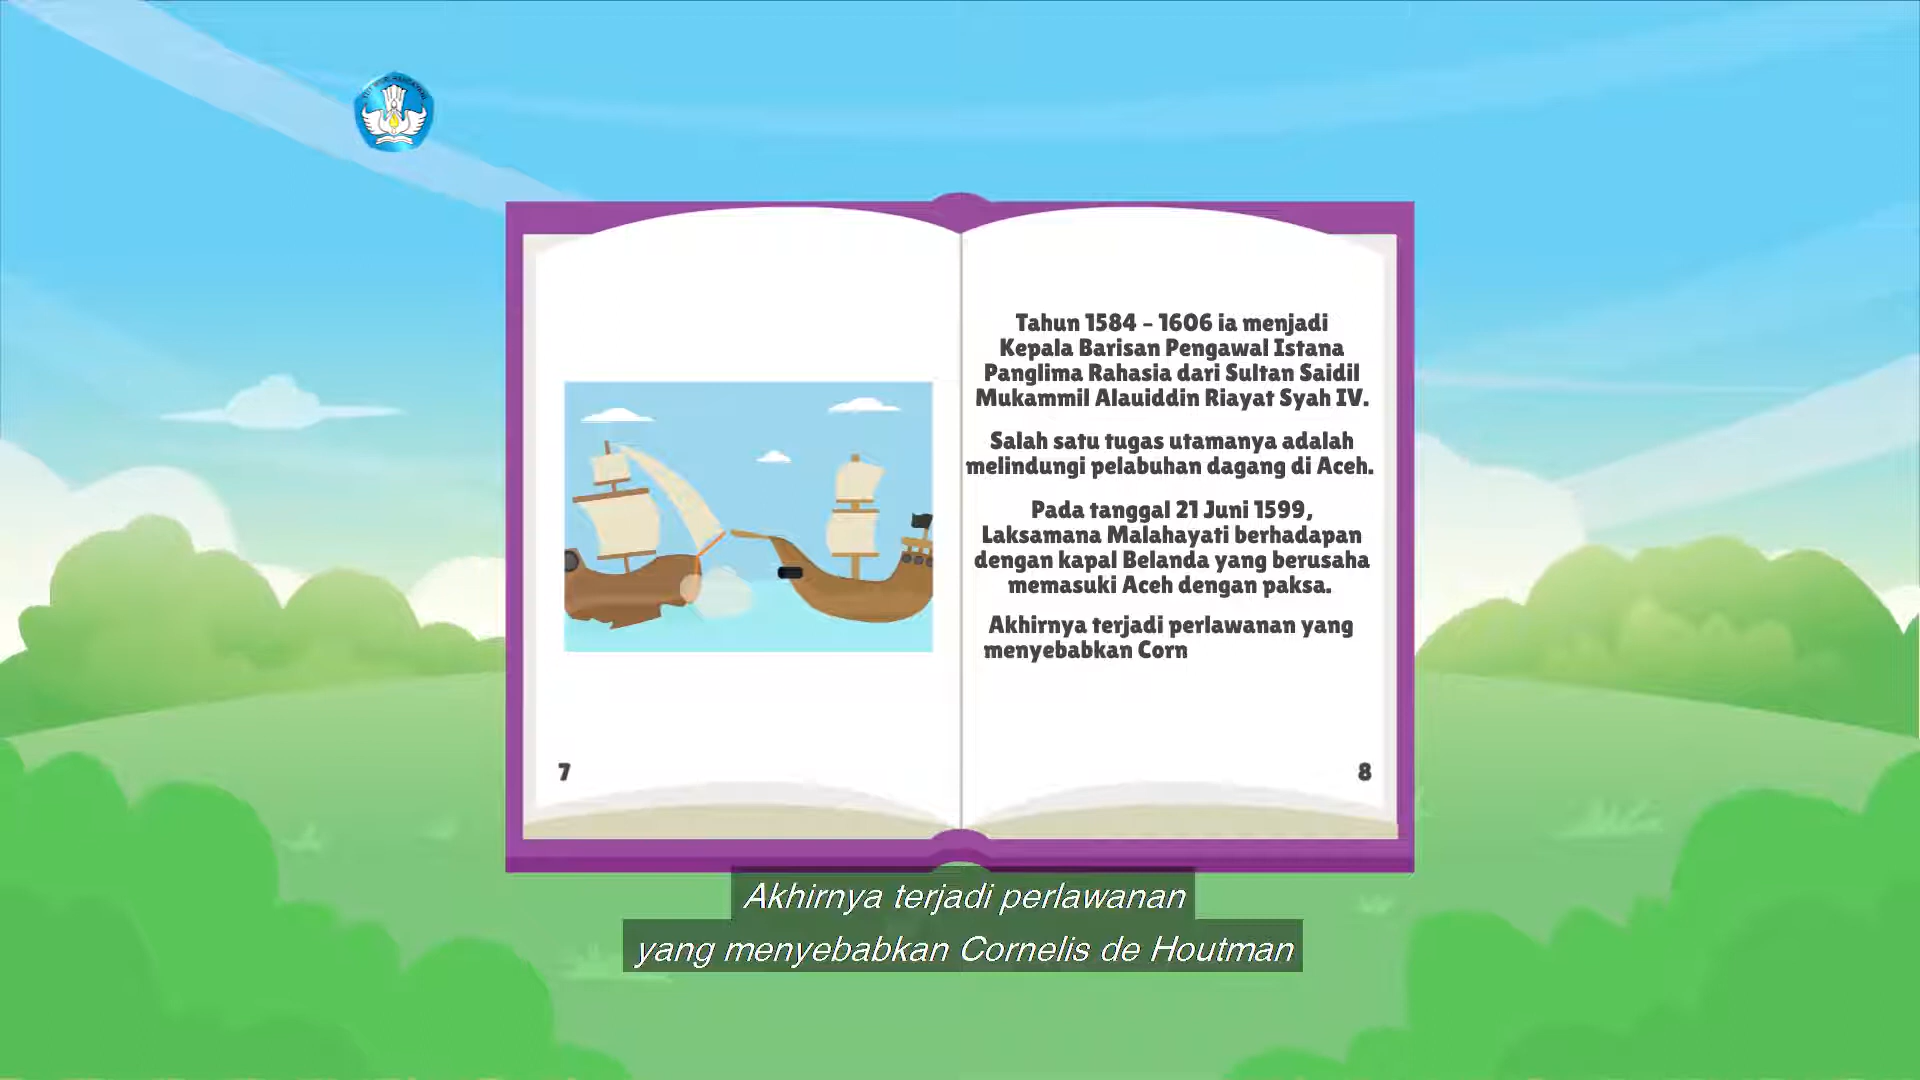 Tahun 1584 – 1606 ia menjadi
Kepala Barisan Pengawal Istana
Panglima Rahasia dari Sultan Saidil
Mukammil Alauiddin Riayat Syah IV.
Salah satu tugas utamanya adalah
melindungi pelabuhan dagang di Aceh.
Pada tanggal 21 Juni 1599,
Laksamana Malahayati berhadapan
dengan kapal Belanda yang berusaha
memasuki Aceh dengan paksa.
Akhirnya terjadi perlawanan yang
menyebabkan Corn
7
8
Akhirnya terjadi perlawanan
yang menyebabkan Cornelis de Houtman